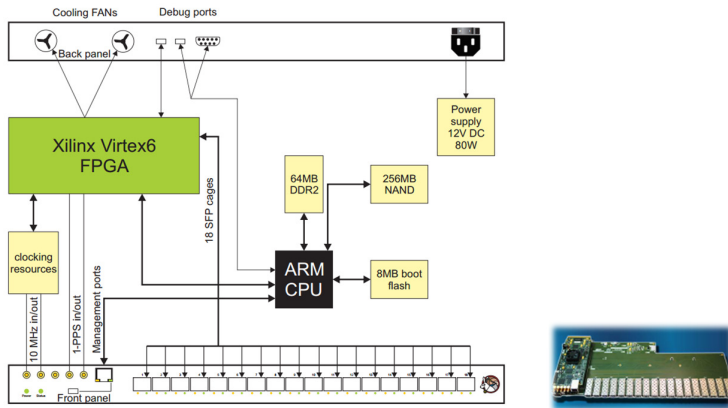 Cooling FANs
Debug ports
Back panel
Power
supply
12V DC
80W
Xilinx Virtex6
FPGA
64MB
DDR2
256MB
NAND
18 SFP cages
clocking
resources
ARM
CPU
8MB boot
flash
10 MHz in/out
1-PPS in/out
Management ports
Front panel